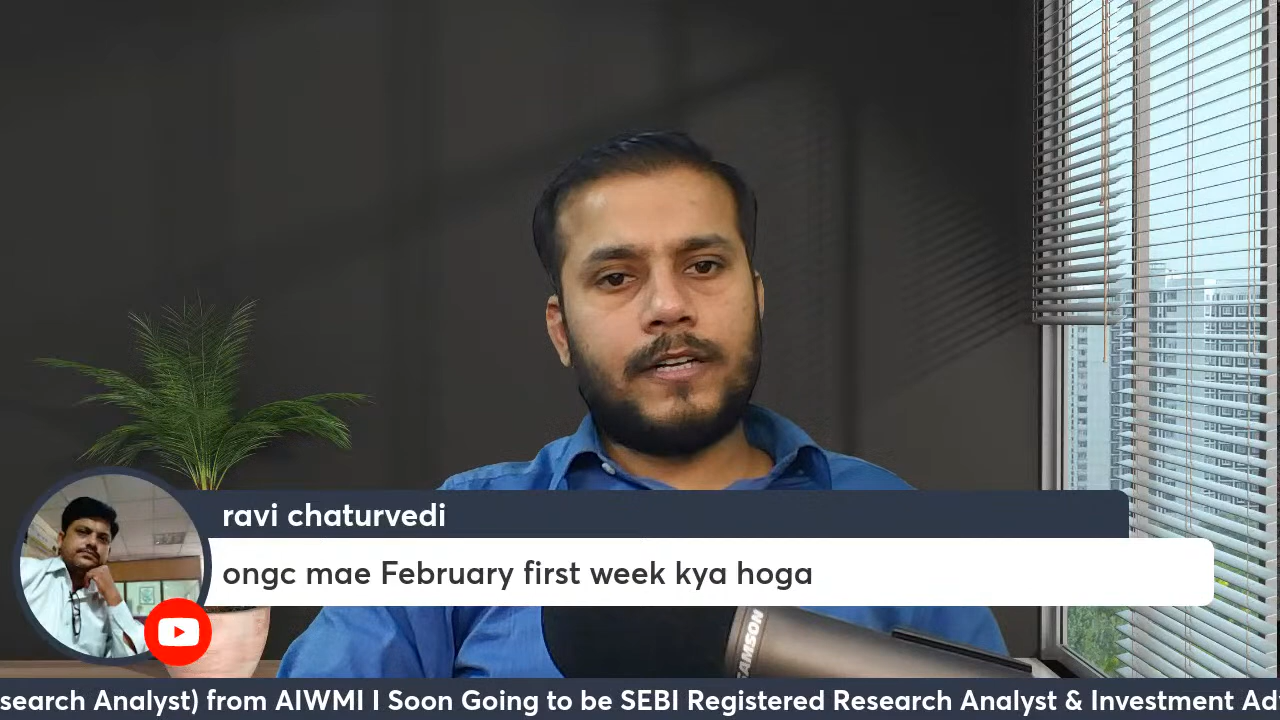 ravi chaturvedi
ongc mae February first week kya hoga
SAMSON
search Analyst) from AIWMI I Soon Going to be SEBI Registered Research Analyst & Investment Ad